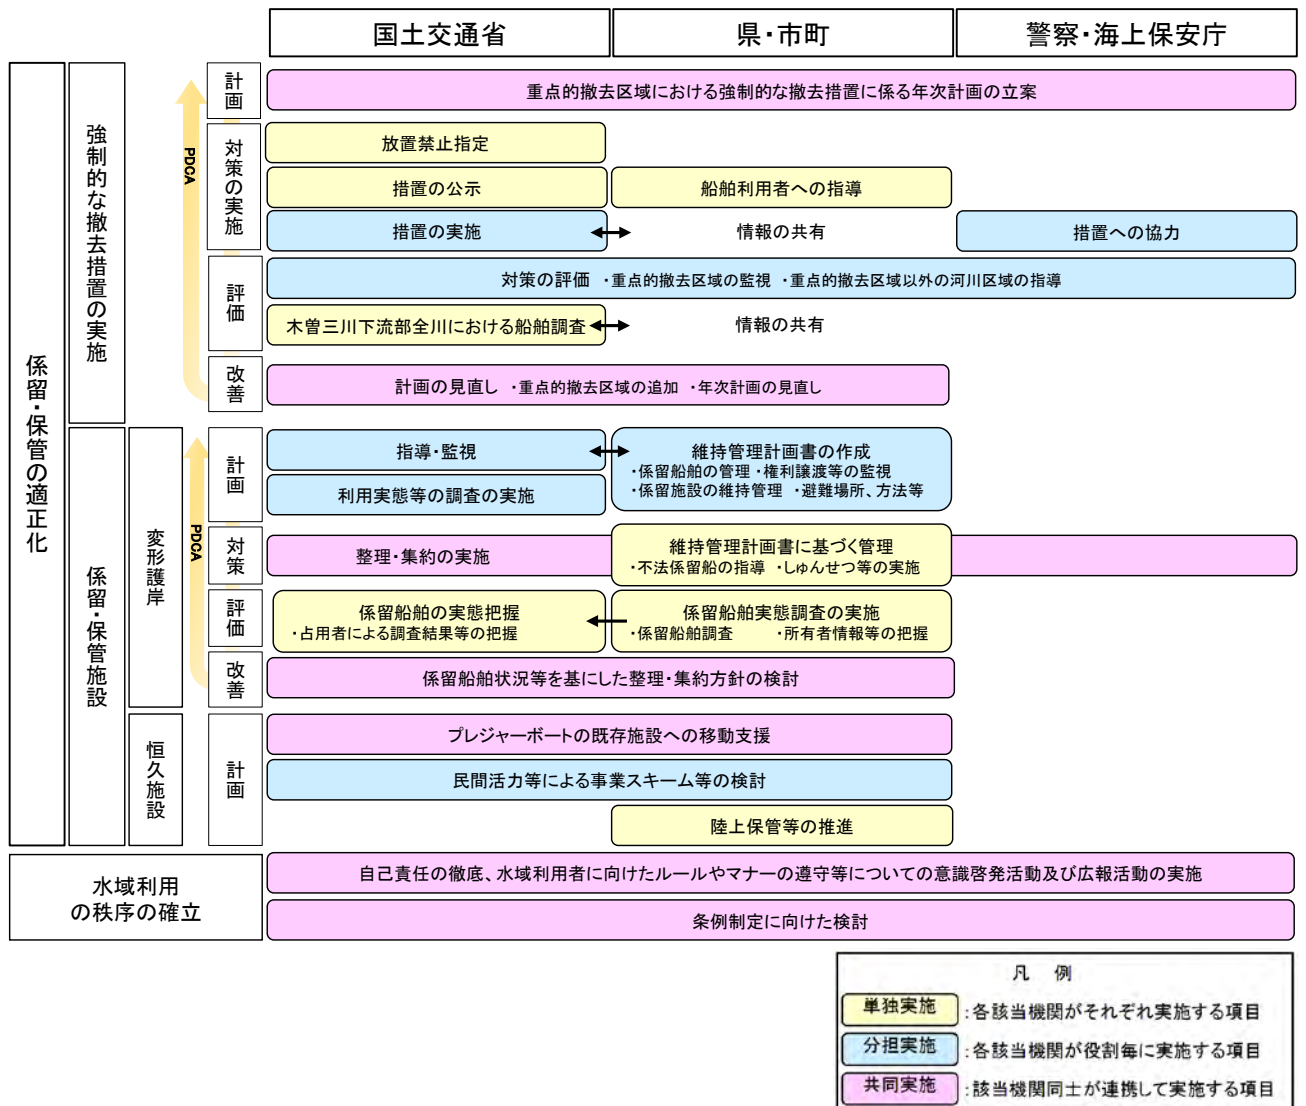 国土交通省
県・市町
警察・海上保安庁
係留・保管の適正化
強制的な撤去措置の実施
PDCA
計画
重点的撤去区域における強制的な撤去措置に係る年次計画の立案
対策の実施
放置禁止指定
措置の公示
船舶利用者への指導
措置の実施
情報の共有
措置への協力
評価
対策の評価 ・重点的撤去区域の監視 ・重点的撤去区域以外の河川区域の指導
木曽三川下流部全川における船舶調査
情報の共有
改善
計画の見直し ・重点的撤去区域の追加 ・年次計画の見直し
係留・保管施設
変形護岸
PDCA
計画
指導・監視
利用実態等の調査の実施
維持管理計画書の作成
・係留船舶の管理・権利譲渡等の監視
・係留施設の維持管理 ・避難場所、方法等
対策
整理・集約の実施
維持管理計画書に基づく管理
・不法係留船の指導 ・しゅんせつ等の実施
評価
係留船舶の実態把握
・占用者による調査結果等の把握
係留船舶実態調査の実施
・係留船舶調査 ・所有者情報等の把握
改善
係留船舶状況等を基にした整理・集約方針の検討
恒久施設
計画
プレジャーボートの既存施設への移動支援
民間活力等による事業スキーム等の検討
陸上保管等の推進
水域利用
の秩序の確立
自己責任の徹底、水域利用者に向けたルールやマナーの遵守等についての意識啓発活動及び広報活動の実施
条例制定に向けた検討
凡 例
単独実施 :各該当機関がそれぞれ実施する項目
分担実施 :各該当機関が役割毎に実施する項目
共同実施 :該当機関同士が連携して実施する項目